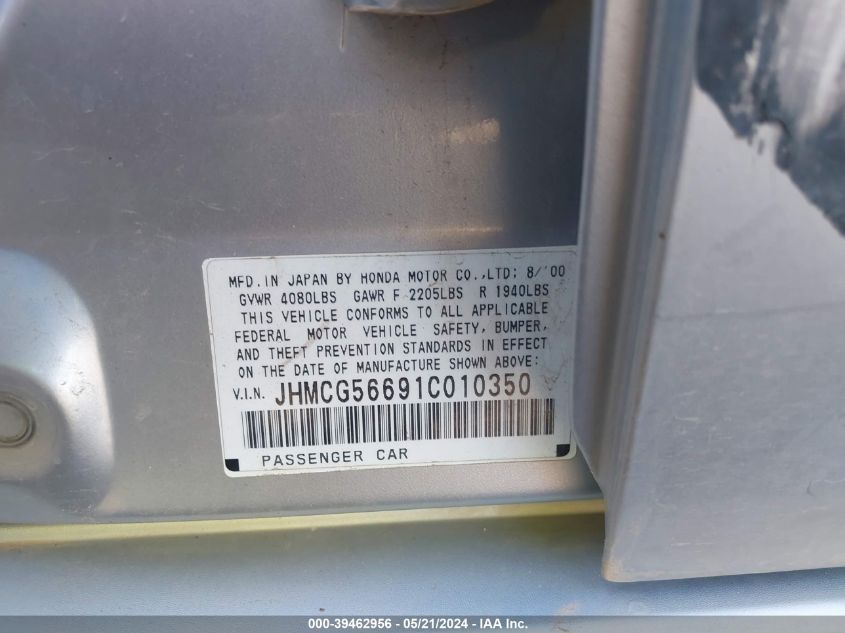 MFD. IN JAPAN BY HONDA MOTOR CO.,LTD; 8/'00
GVWR 4080LBS GAWR F 2205LBS R 1940LBS
THIS VEHICLE CONFORMS TO ALL APPLICABLE
FEDERAL MOTOR VEHICLE SAFETY, BUMPER,
AND THEFT PREVENTION STANDARDS IN EFFECT
ON THE DATE OF MANUFACTURE SHOWN ABOVE:
V.I.N. JHMCG56691C010350
PASSENGER CAR
000-39462956 - 05/21/2024 - IAA Inc.